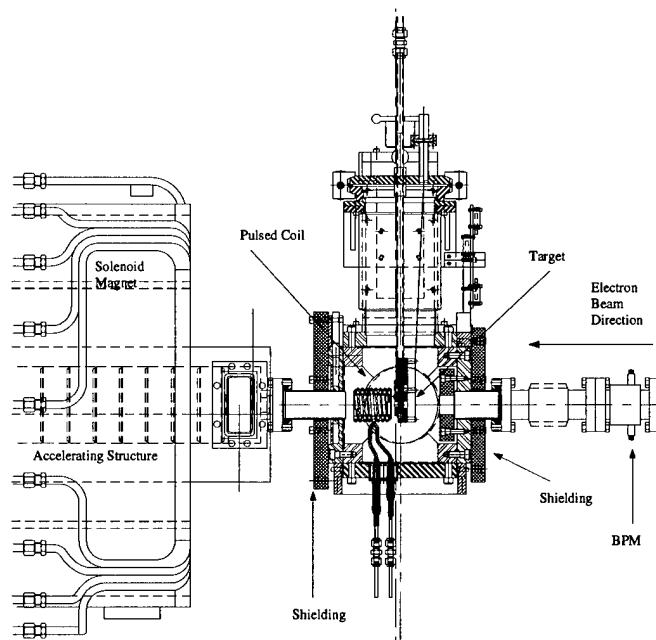 Pulsed Coil
Target
Solenoid
Magnet
Electron
Beam
Direction
Accelerating Structure
Shielding
BPM
Shielding